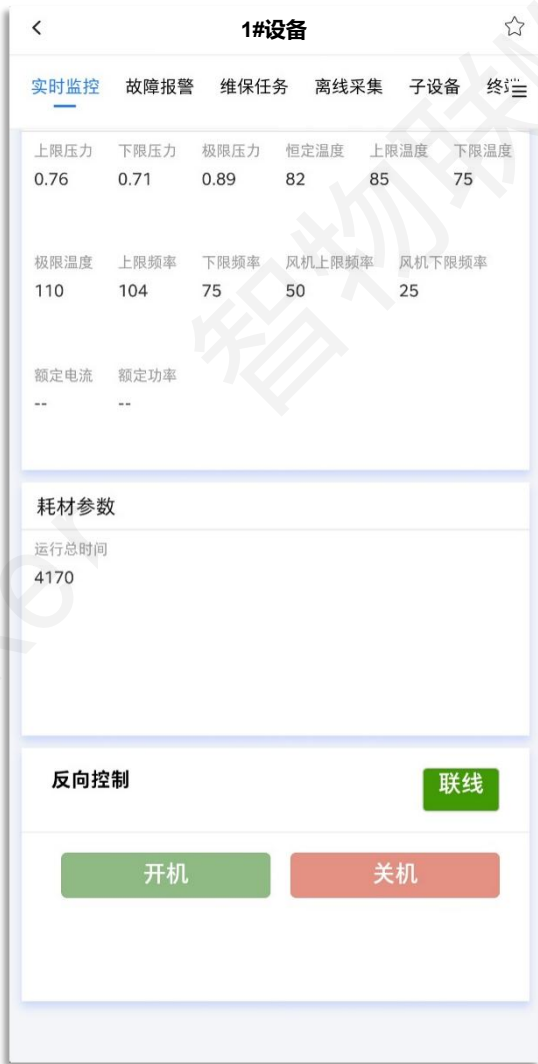 1#设备
实时监控 故障报警 维保任务 离线采集 子设备 终
上限压力 下限压力 极限压力 恒定温度 上限温度 下限温度
0.76 0.71 0.89 82 85 75
极限温度 上限频率 下限频率 风机上限频率 风机下限频率
110 104 75 50 25
额定电流 额定功率
-- --
耗材参数
运行总时间
4170
反向控制 联线
开机 关机
智物联
ker